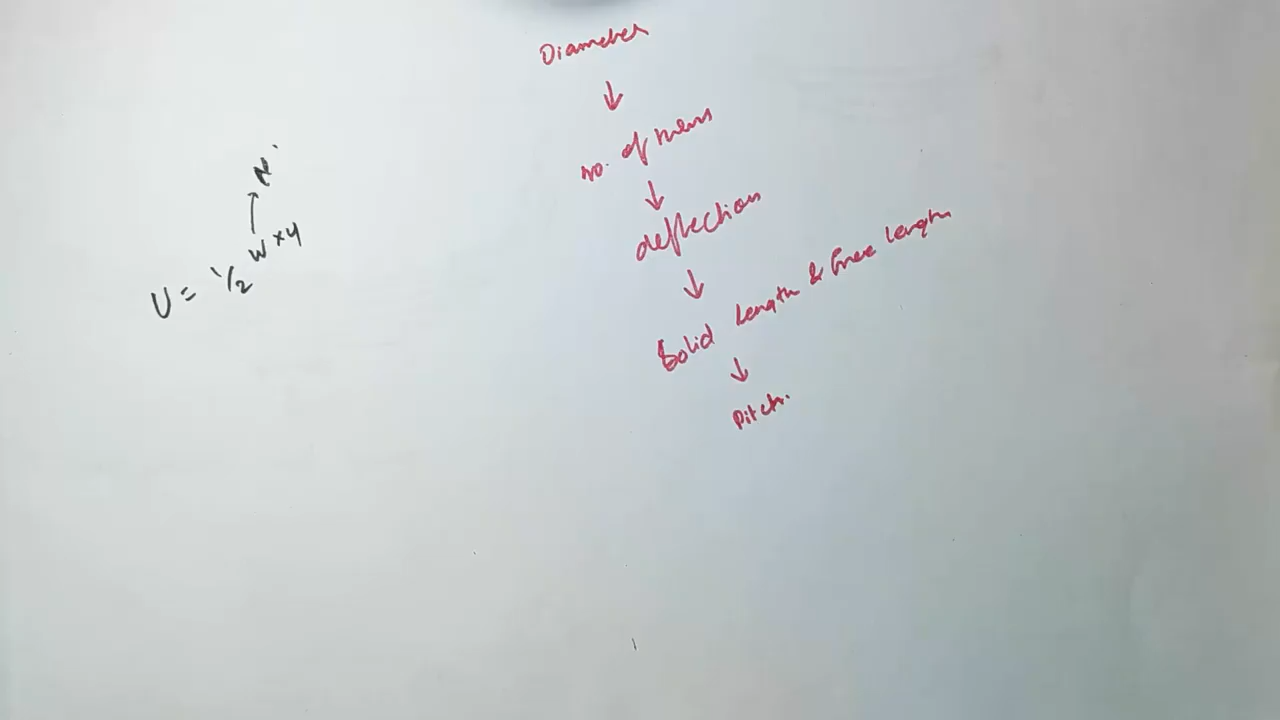 Diameter
↓
no. of turns
↓
deflection
↓
Solid length & Free length
↓
Pitch.
N.
↑
U = 1/2 W x y